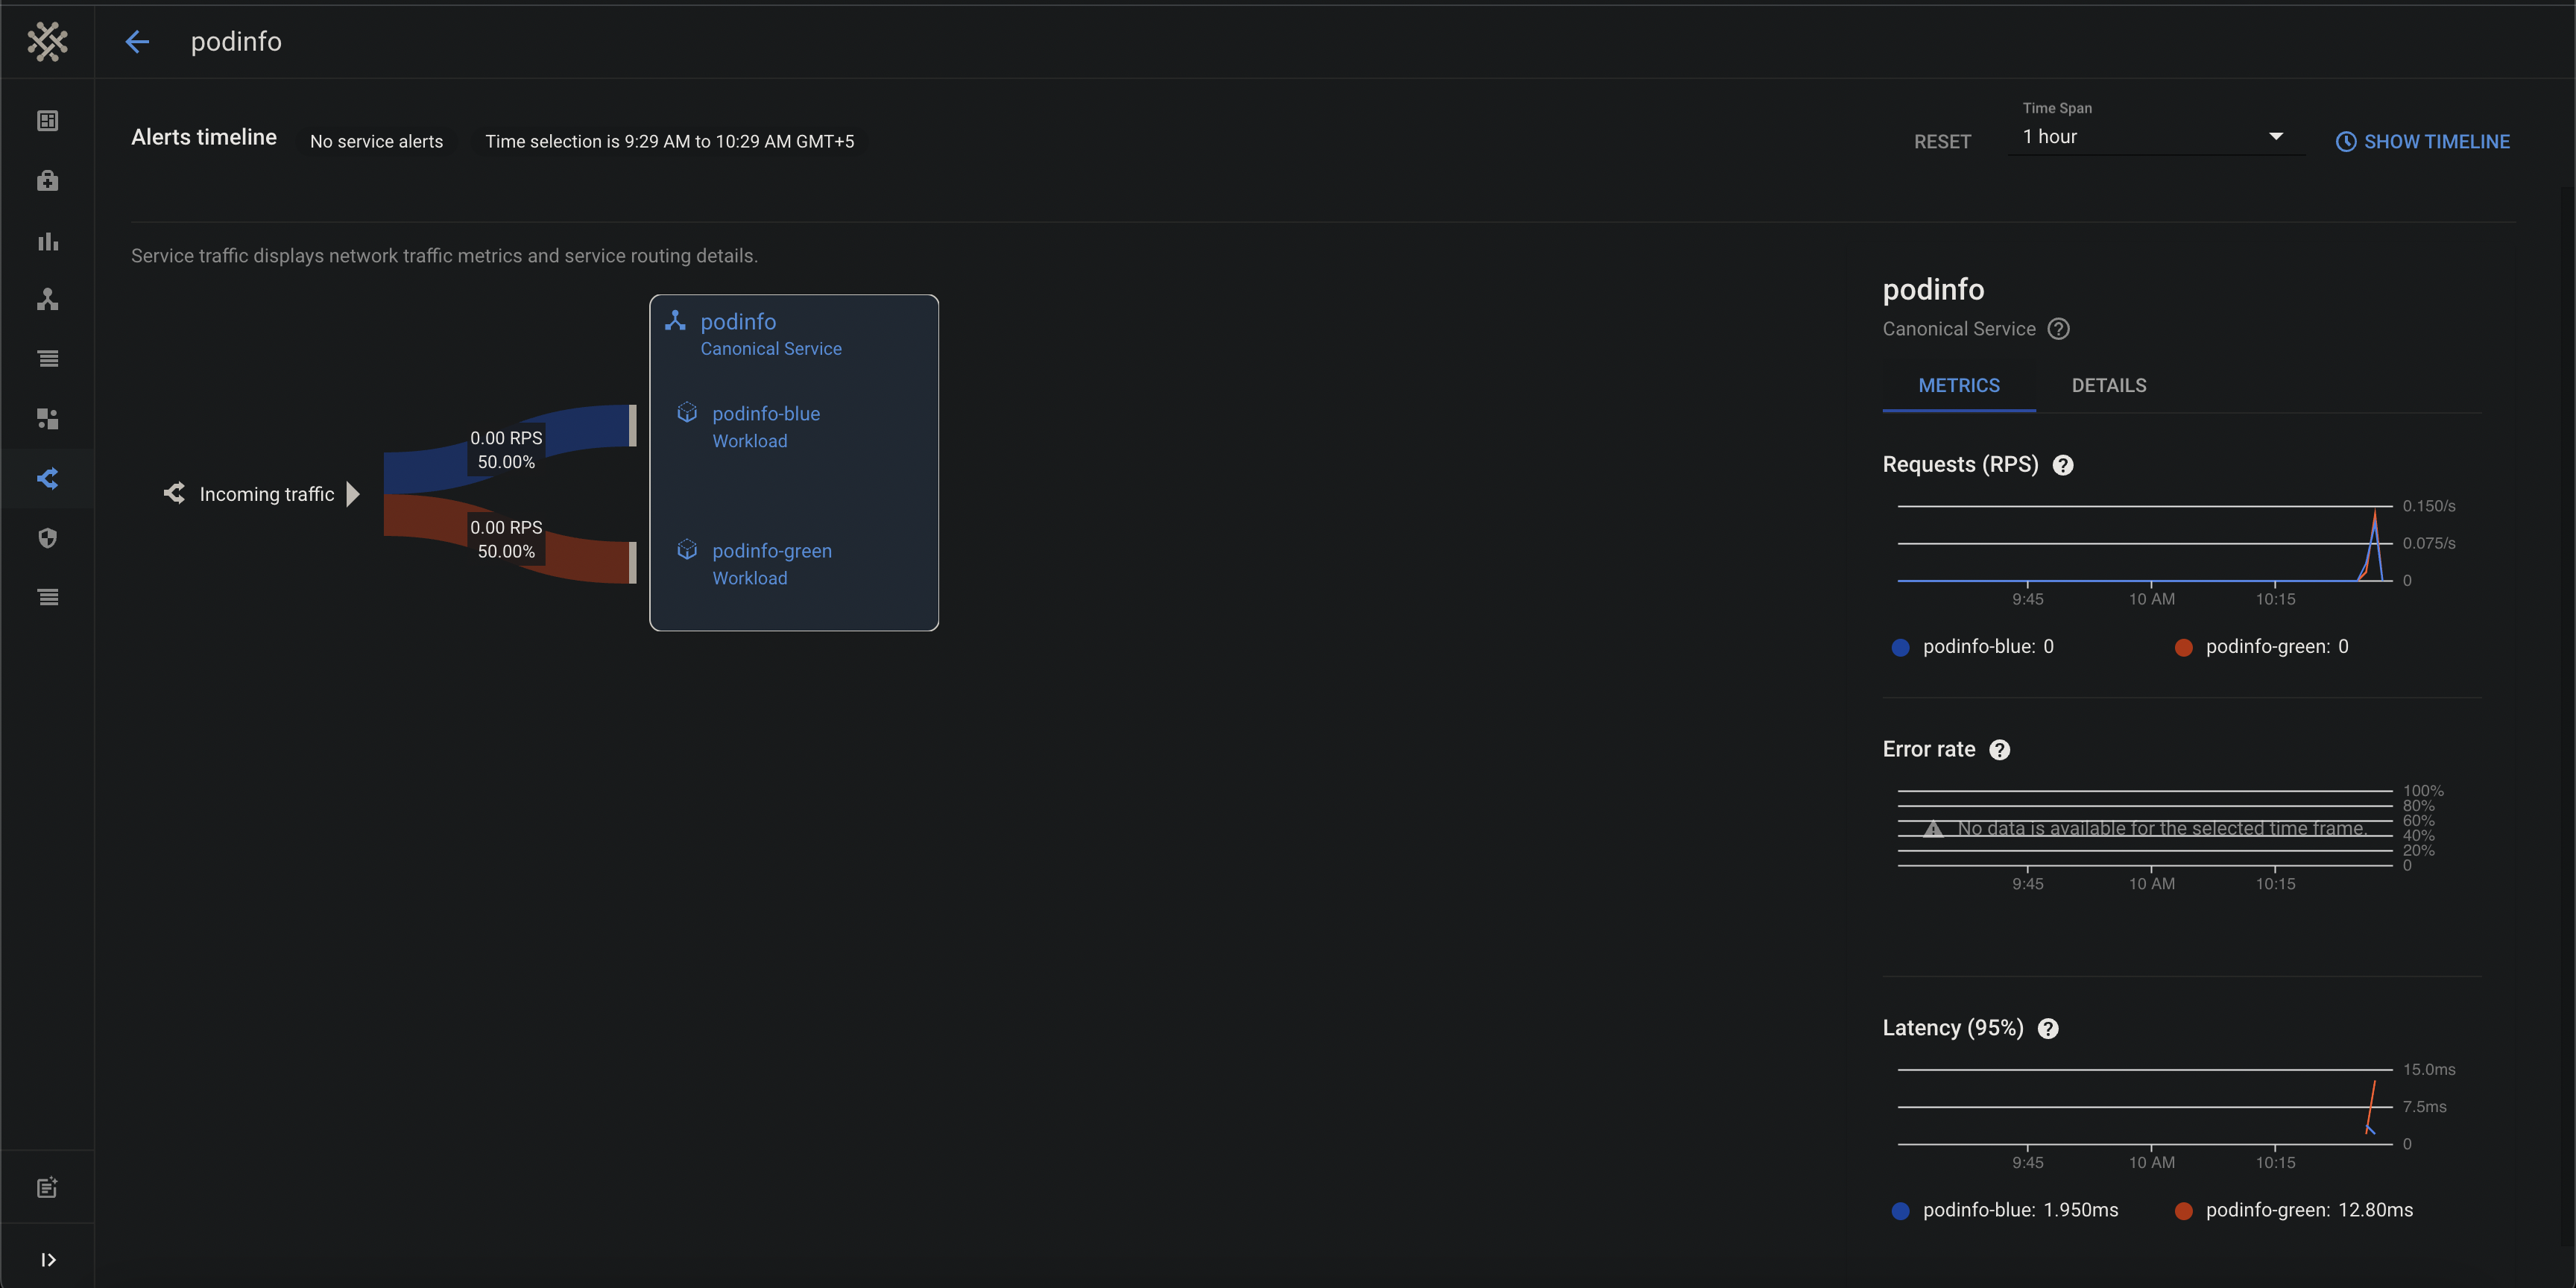 podinfo
Alerts timeline
No service alerts
Time selection is 9:29 AM to 10:29 AM GMT+5
RESET
Time Span
1 hour
SHOW TIMELINE
Service traffic displays network traffic metrics and service routing details.
Incoming traffic
0.00 RPS
50.00%
0.00 RPS
50.00%
podinfo
Canonical Service
podinfo-blue
Workload
podinfo-green
Workload
podinfo
Canonical Service
METRICS
DETAILS
Requests (RPS)
0.150/s
0.075/s
0
9:45
10 AM
10:15
podinfo-blue: 0
podinfo-green: 0
Error rate
100%
80%
60%
No data is available for the selected time frame.
40%
20%
0
9:45
10 AM
10:15
Latency (95%)
15.0ms
7.5ms
0
9:45
10 AM
10:15
podinfo-blue: 1.950ms
podinfo-green: 12.80ms